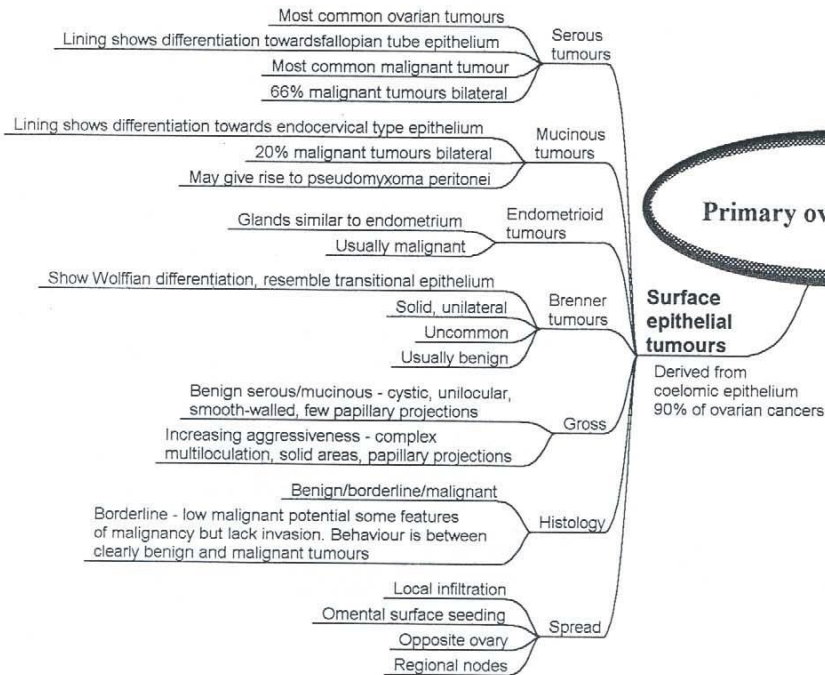 Most common ovarian tumours
Lining shows differentiation towardsfallopian tube epithelium
Most common malignant tumour
66% malignant tumours bilateral
Serous
tumours
Lining shows differentiation towards endocervical type epithelium
20% malignant tumours bilateral
May give rise to pseudomyxoma peritonei
Mucinous
tumours
Glands similar to endometrium
Usually malignant
Endometrioid
tumours
Show Wolffian differentiation, resemble transitional epithelium
Solid, unilateral
Uncommon
Usually benign
Brenner
tumours
Benign serous/mucinous - cystic, unilocular,
smooth-walled, few papillary projections
Increasing aggressiveness - complex
multiloculation, solid areas, papillary projections
Gross
Benign/borderline/malignant
Borderline - low malignant potential some features
of malignancy but lack invasion. Behaviour is between
clearly benign and malignant tumours
Histology
Local infiltration
Omental surface seeding
Opposite ovary
Regional nodes
Spread
Surface
epithelial
tumours
Derived from
coelomic epithelium
90% of ovarian cancers
Primary ov